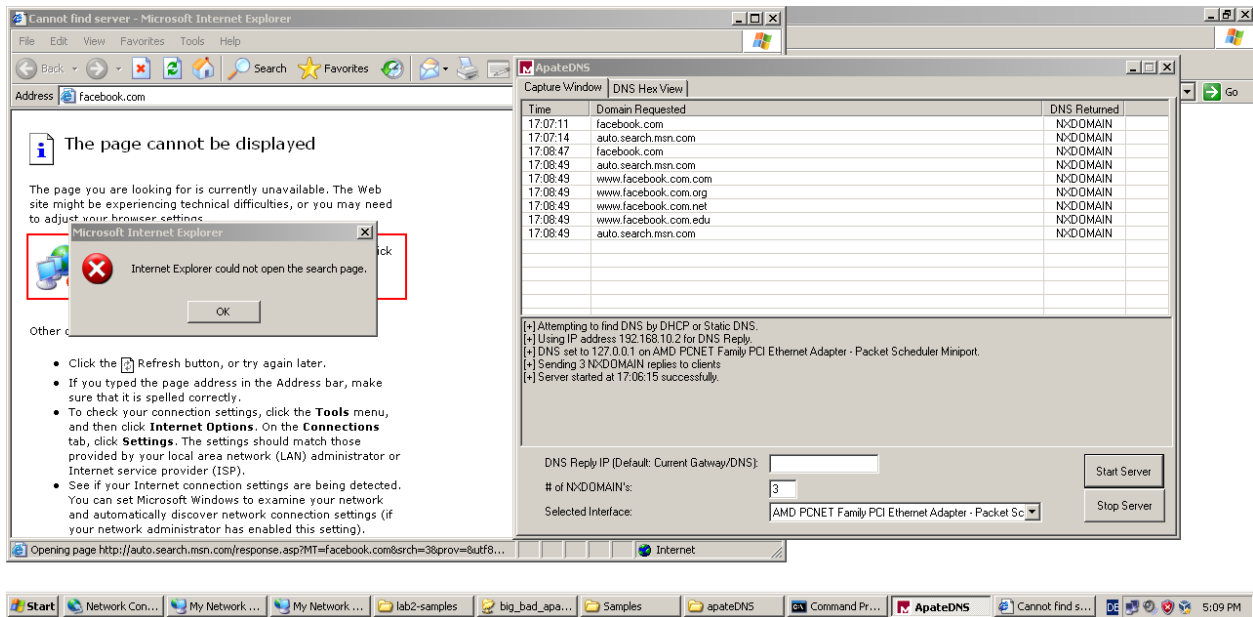 Cannot find server - Microsoft Internet Explorer
File Edit View Favorites Tools Help
Back Search Favorites
Address facebook.com
Go
The page cannot be displayed
The page you are looking for is currently unavailable. The Web
site might be experiencing technical difficulties, or you may need
to adjust your browser settings.
ick
Microsoft Internet Explorer
Internet Explorer could not open the search page.
OK
Other
Click the Refresh button, or try again later.
If you typed the page address in the Address bar, make
sure that it is spelled correctly.
To check your connection settings, click the Tools menu,
and then click Internet Options. On the Connections
tab, click Settings. The settings should match those
provided by your local area network (LAN) administrator or
Internet service provider (ISP).
See if your Internet connection settings are being detected.
You can set Microsoft Windows to examine your network
and automatically discover network connection settings (if
your network administrator has enabled this setting).
Opening page http://auto.search.msn.com/response.asp?MT=facebook.com&srch=3&prov=&utf8... Internet
ApateDNS
Capture Window DNS Hex View
Time Domain Requested DNS Returned
17:07:11 facebook.com NXDOMAIN
17:07:14 auto.search.msn.com NXDOMAIN
17:08:47 facebook.com NXDOMAIN
17:08:49 auto.search.msn.com NXDOMAIN
17:08:49 www.facebook.com.com NXDOMAIN
17:08:49 www.facebook.com.org NXDOMAIN
17:08:49 www.facebook.com.net NXDOMAIN
17:08:49 www.facebook.com.edu NXDOMAIN
17:08:49 auto.search.msn.com NXDOMAIN
[+] Attempting to find DNS by DHCP or Static DNS.
[+] Using IP address 192.168.10.2 for DNS Reply.
[+] DNS set to 127.0.0.1 on AMD PCNET Family PCI Ethernet Adapter - Packet Scheduler Miniport.
[+] Sending 3 NXDOMAIN replies to clients
[+] Server started at 17:06:15 successfully.
DNS Reply IP (Default: Current Gatway/DNS):
# of NXDOMAIN's: 3
Selected Interface: AMD PCNET Family PCI Ethernet Adapter - Packet Sc
Start Server
Stop Server
Start Network Con... My Network ... My Network ... lab2-samples big_bad_apa... Samples apateDNS Command Pr... ApateDNS Cannot find s... DE 5:09 PM